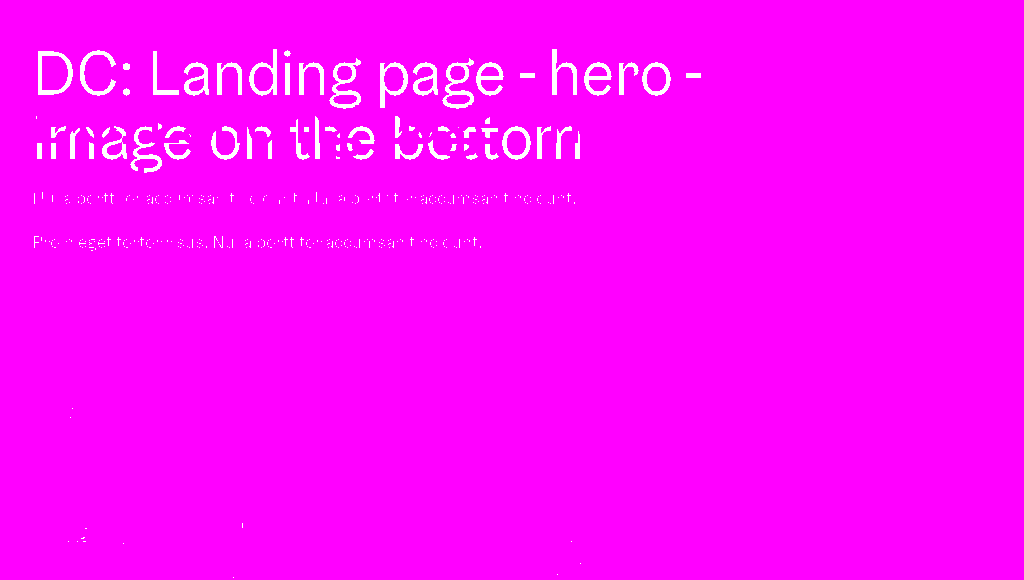 DC: Landing page - hero -
image on the bottom
Nulla porttitor accumsan tincidunt. Nulla porttitor accumsan tincidunt.
Proin eget tortor risus. Nulla porttitor accumsan tincidunt.